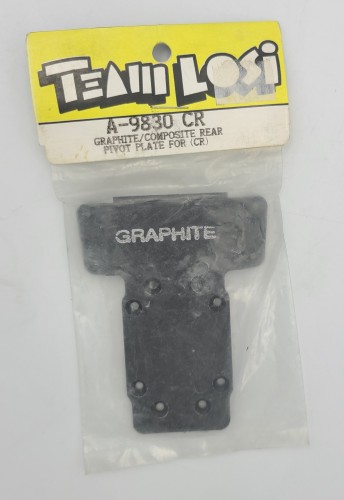 TEAM LOSI
A-9830 CR
GRAPHITE/COMPOSITE REAR
PIVOT PLATE FOR (CR)
GRAPHITE